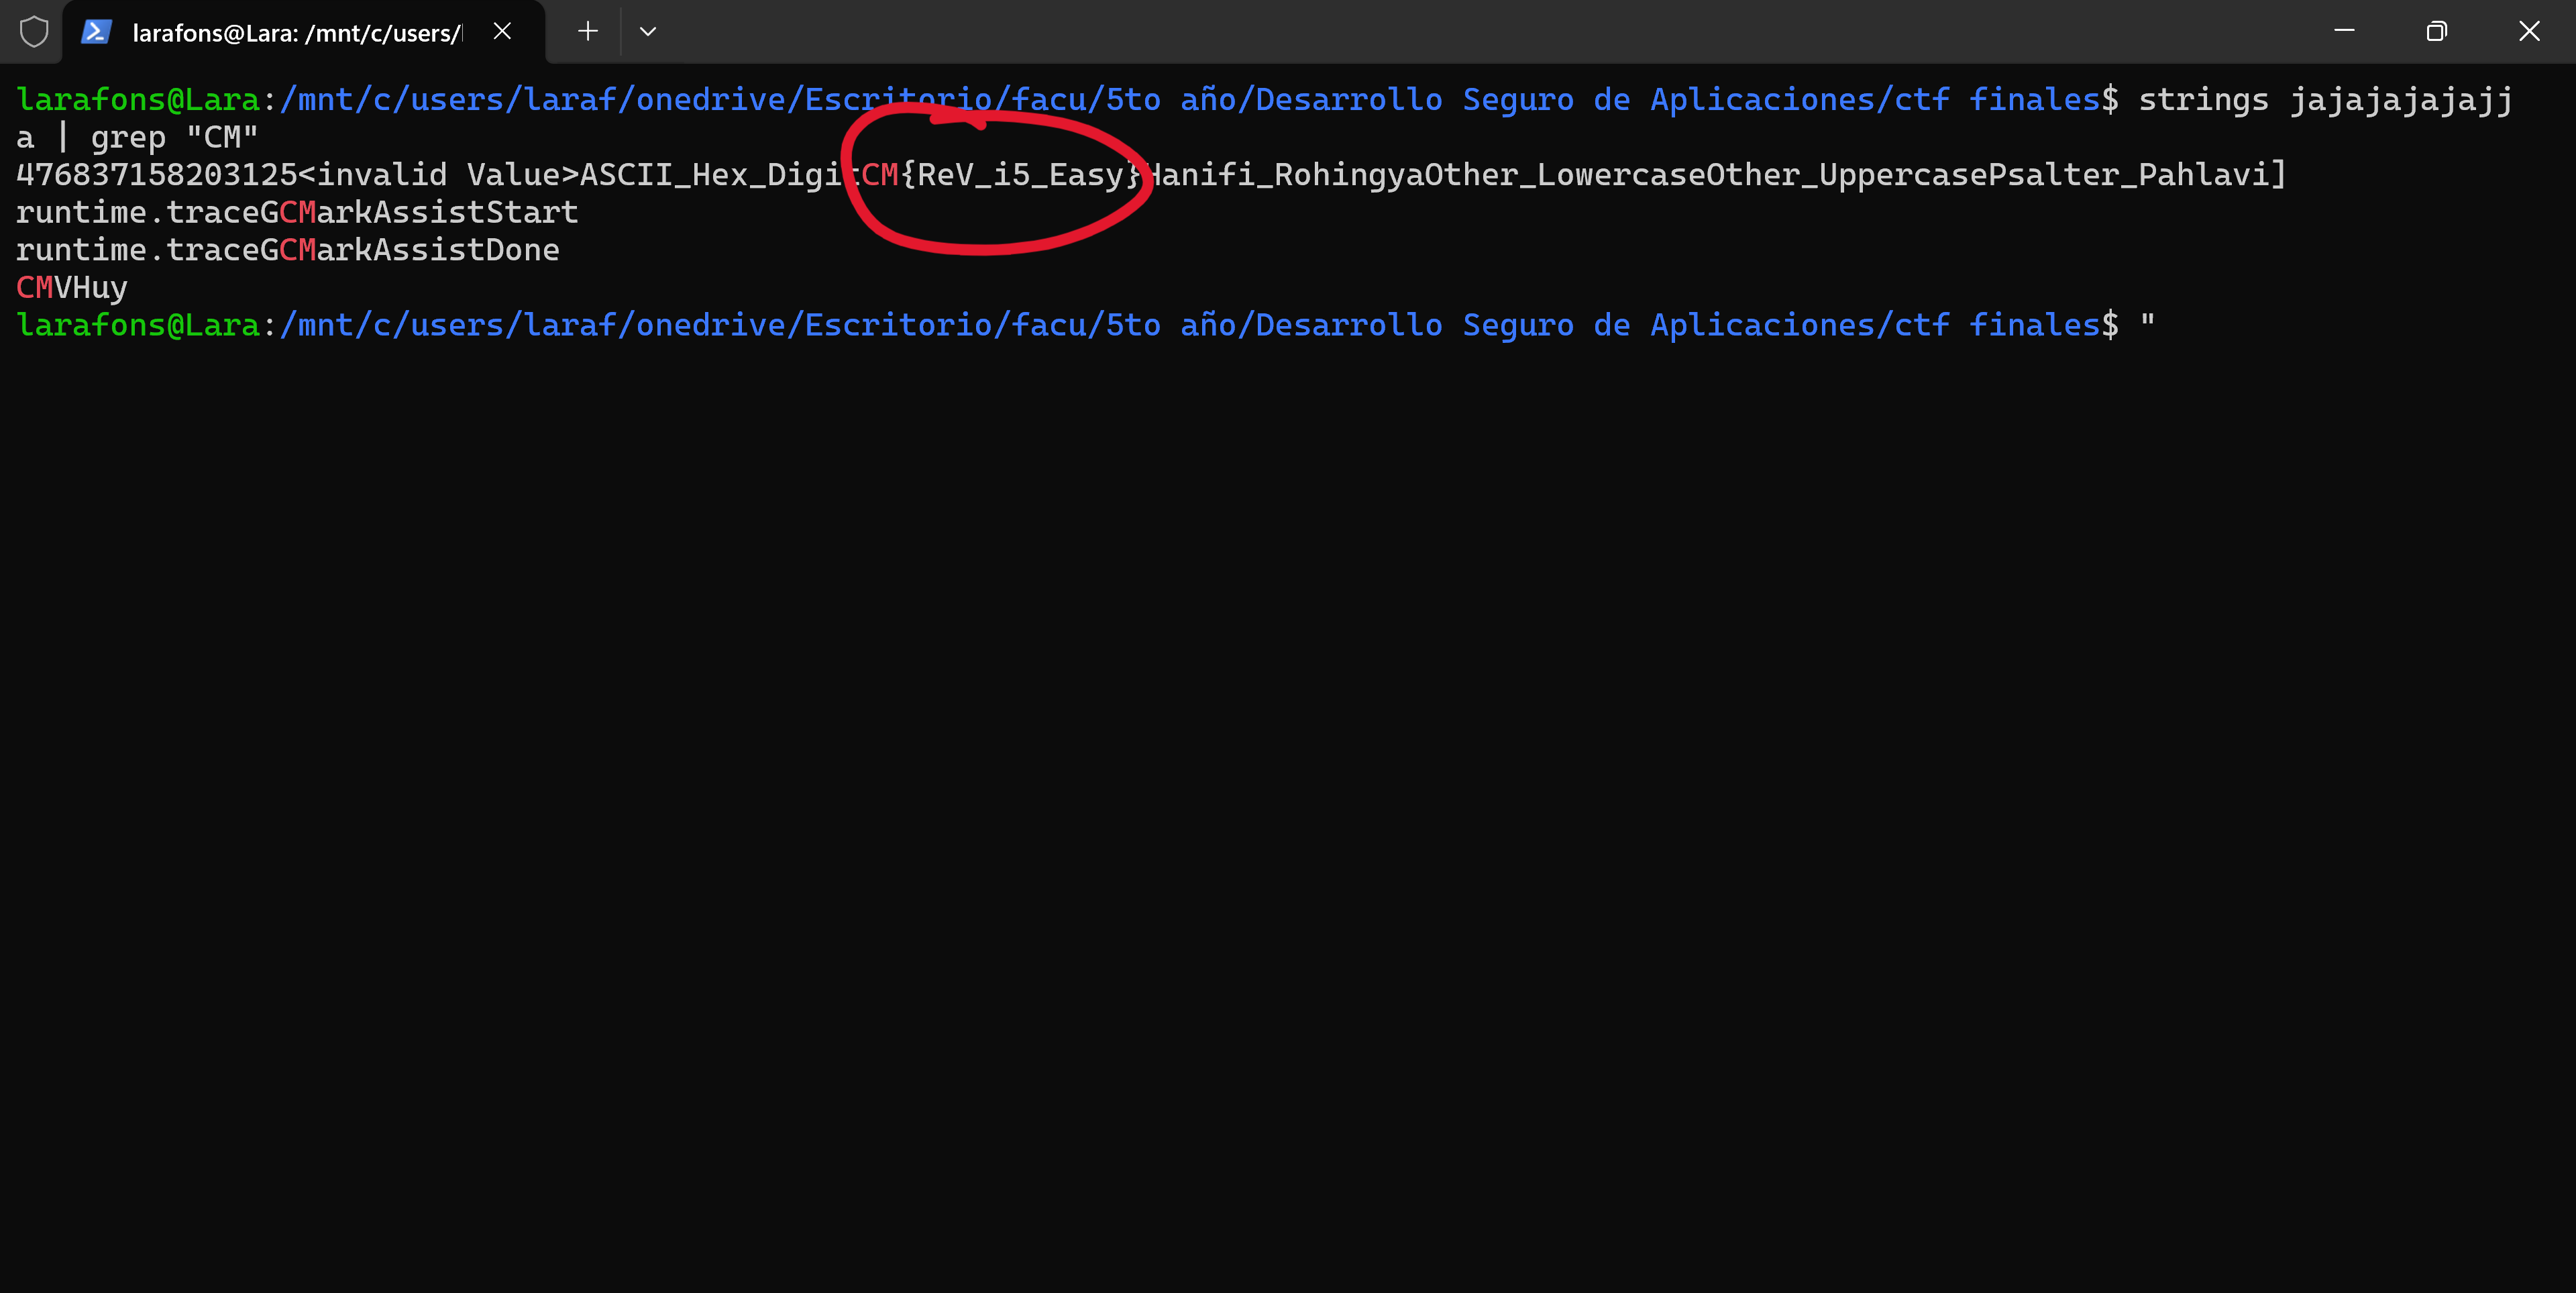 larafons@Lara: /mnt/c/users/
larafons@Lara:/mnt/c/users/laraf/onedrive/Escritorio/facu/5to año/Desarrollo Seguro de Aplicaciones/ctf finales$ strings jajajajajajj
a | grep "CM"
476837158203125<invalid Value>ASCII_Hex_DigitCM{ReV_i5_Easy}Hanifi_RohingyaOther_LowercaseOther_UppercasePsalter_Pahlavi]
runtime.traceGCMarkAssistStart
runtime.traceGCMarkAssistDone
CMVHuy
larafons@Lara:/mnt/c/users/laraf/onedrive/Escritorio/facu/5to año/Desarrollo Seguro de Aplicaciones/ctf finales$ "